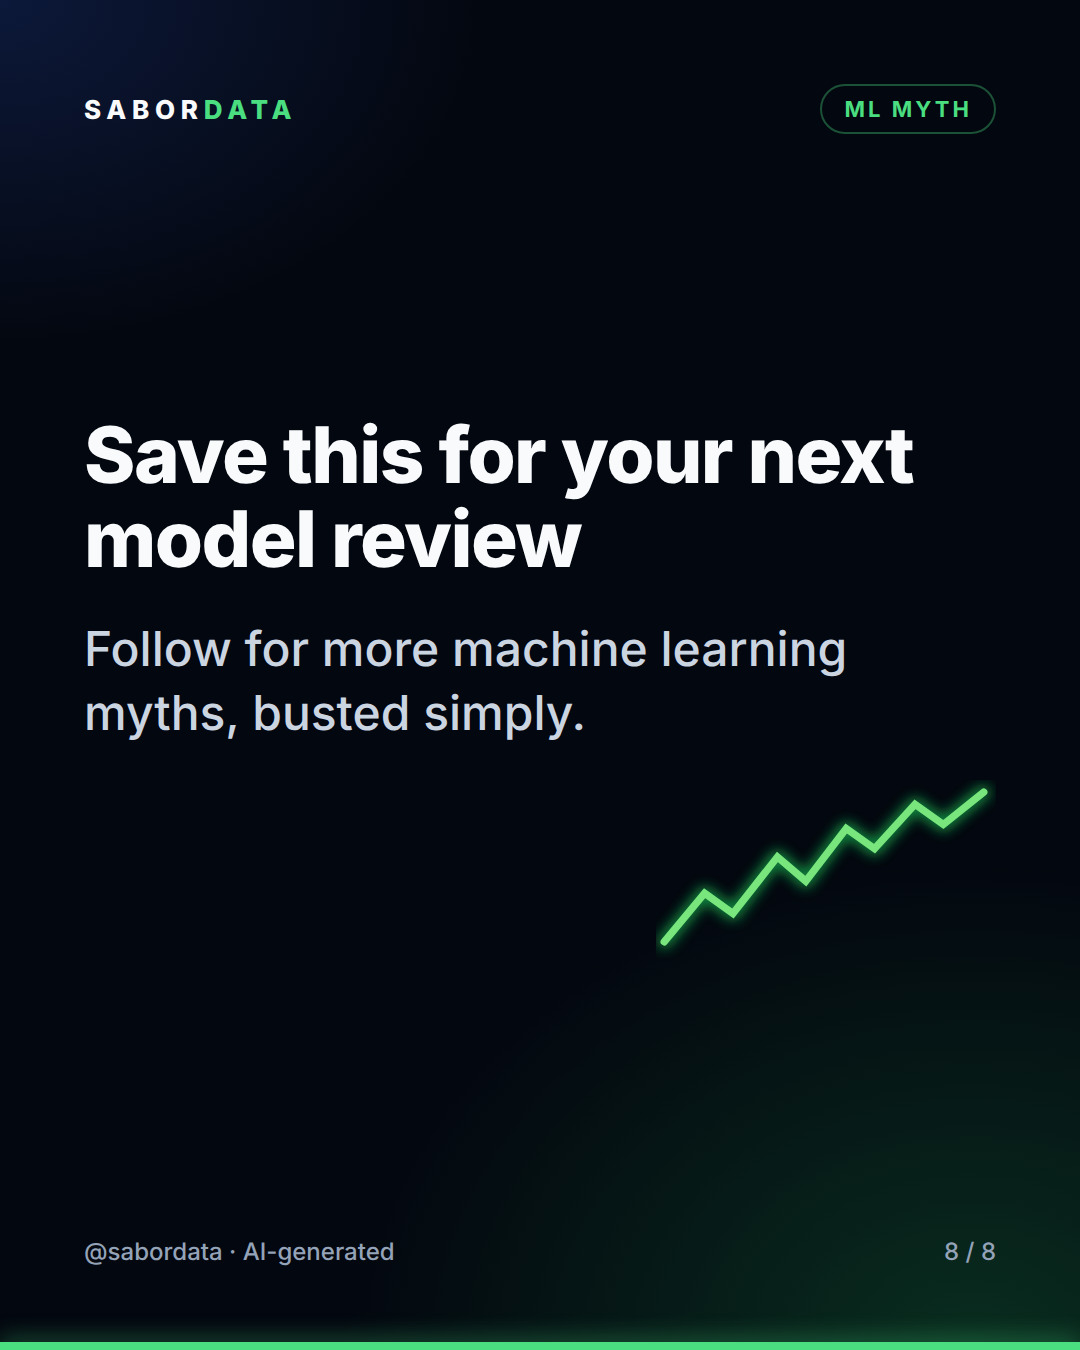 SABORDATA
ML MYTH
Save this for your next
model review
Follow for more machine learning
myths, busted simply.
@sabordata · AI-generated
8 / 8